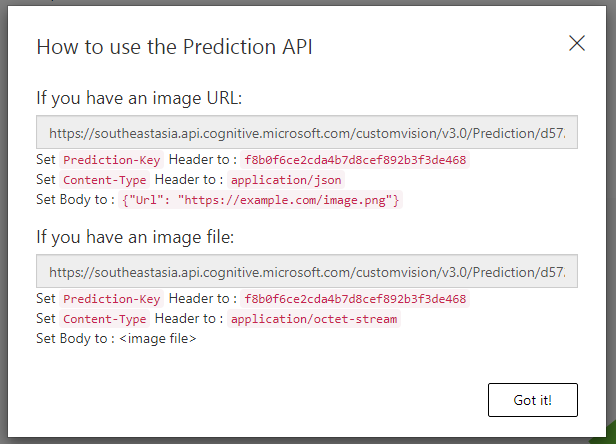 How to use the Prediction API
If you have an image URL:
https://southeastasia.api.cognitive.microsoft.com/customvision/v3.0/Prediction/d57.
Set Prediction-Key Header to : f8b0f6ce2cda4b7d8cef892b3f3de468
Set Content-Type Header to : application/json
Set Body to : {"Url": "https://example.com/image.png"}
If you have an image file:
https://southeastasia.api.cognitive.microsoft.com/customvision/v3.0/Prediction/d57.
Set Prediction-Key Header to : f8b0f6ce2cda4b7d8cef892b3f3de468
Set Content-Type Header to : application/octet-stream
Set Body to : <image file>
Got it!